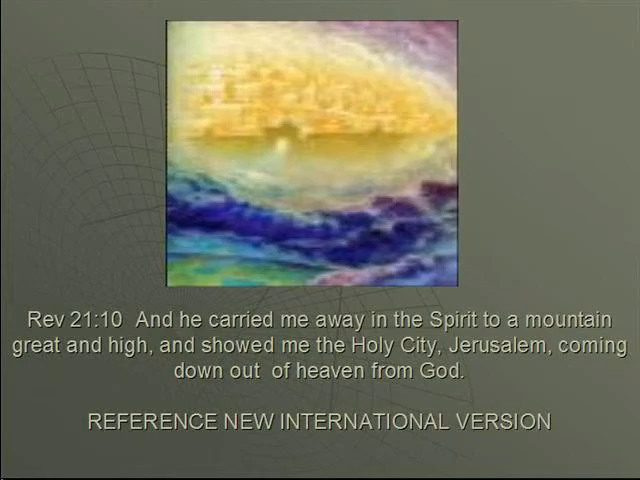 Rev 21:10  And he carried me away in the Spirit to a mountain
great and high, and showed me the Holy City, Jerusalem, coming
down out  of heaven from God.
REFERENCE NEW INTERNATIONAL VERSION